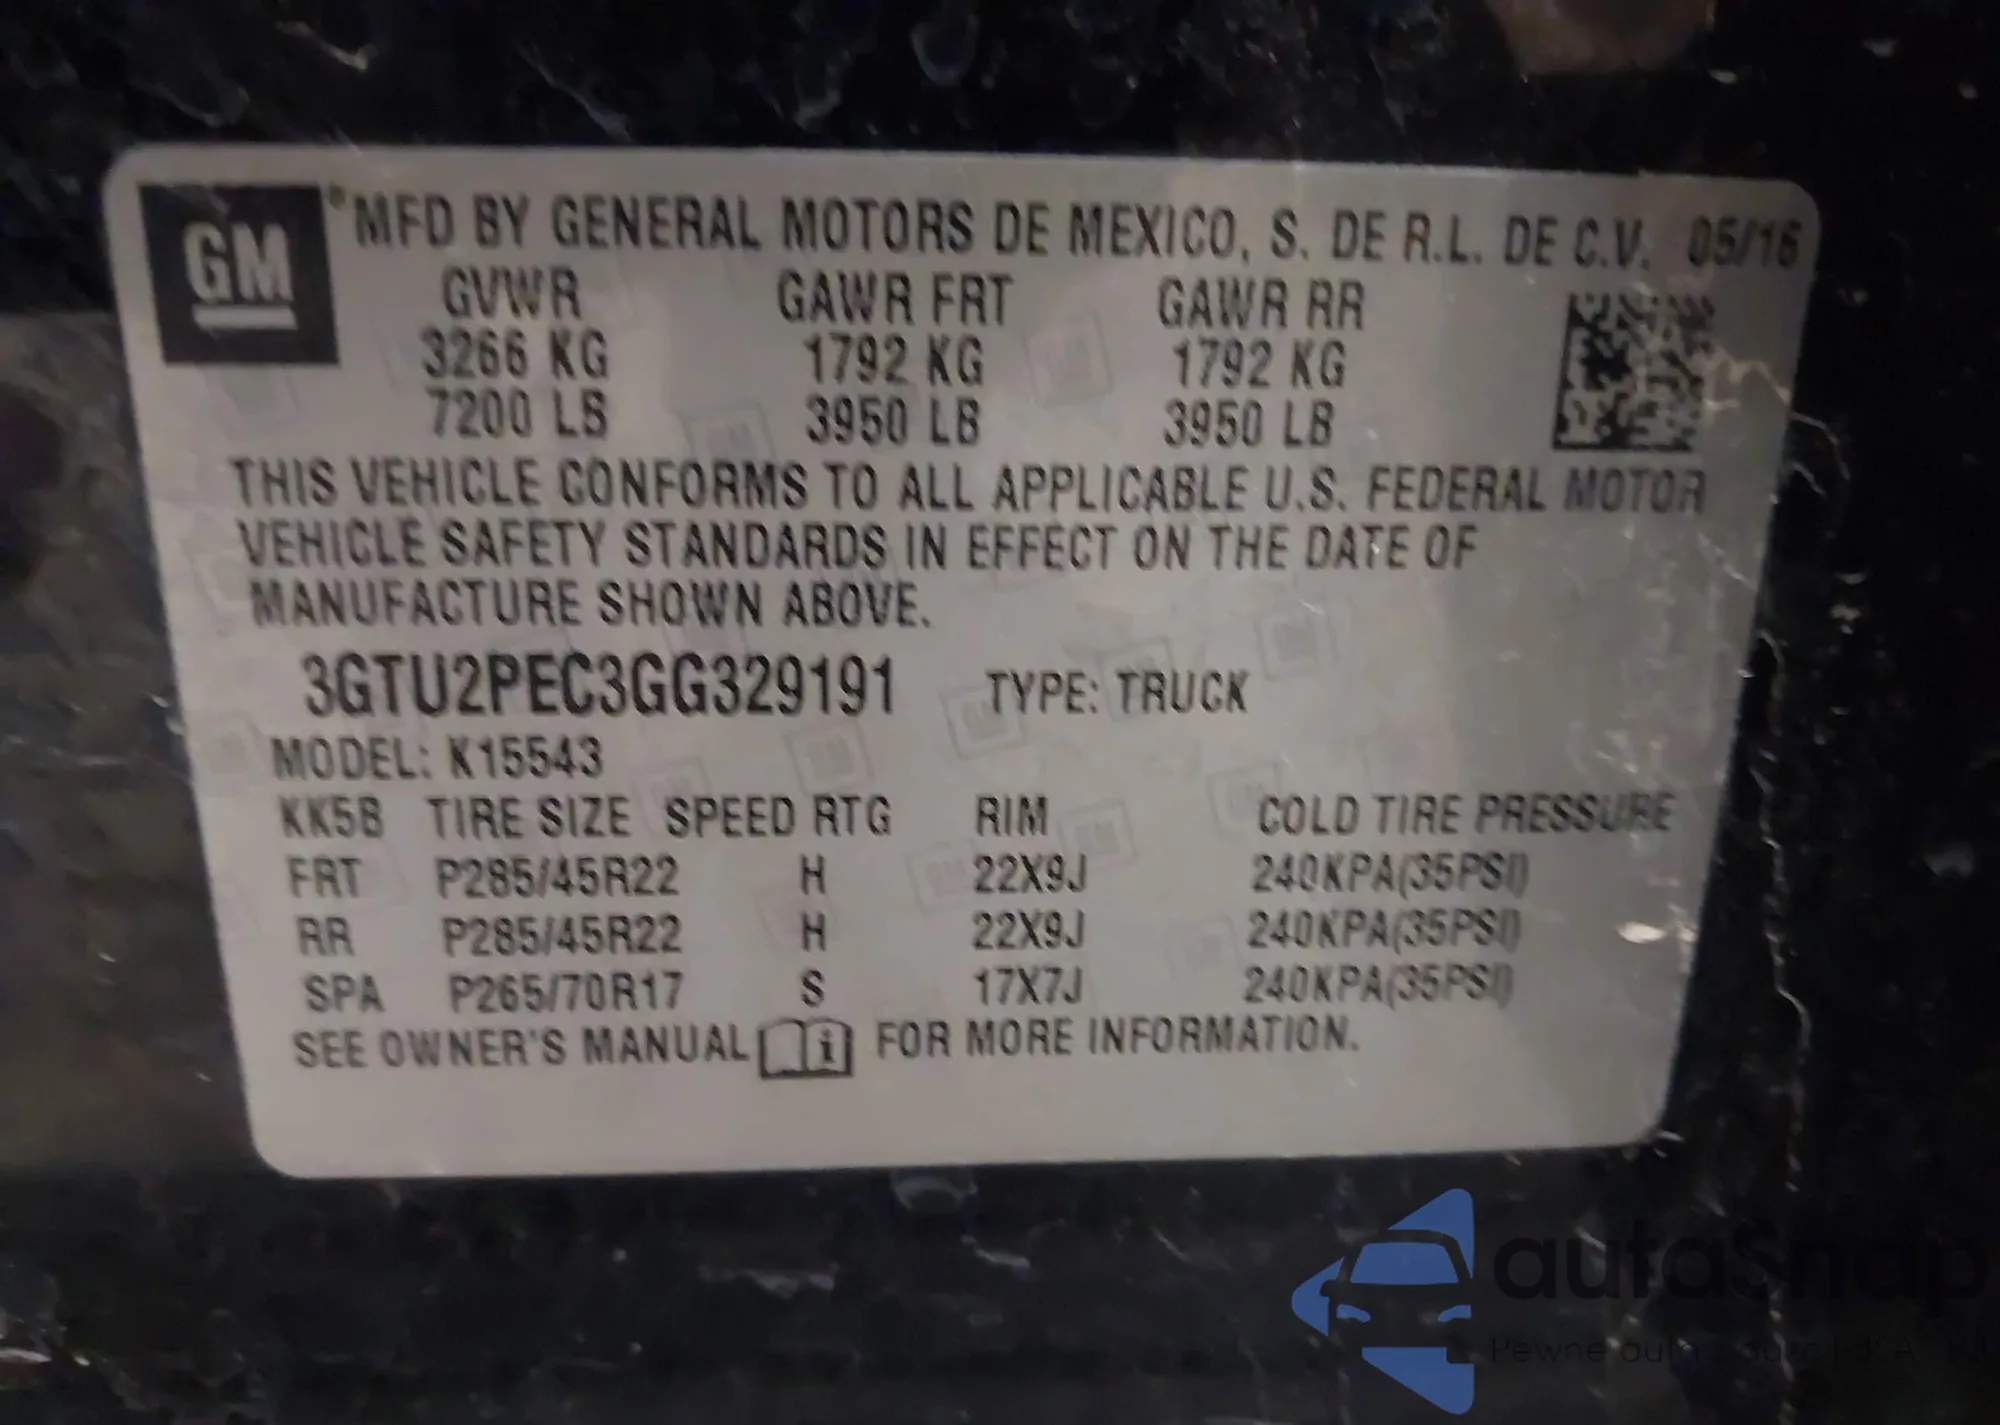 GM
MFD BY GENERAL MOTORS DE MEXICO, S. DE R.L. DE C.V. 05/16
GVWR GAWR FRT GAWR RR
3266 KG 1792 KG 1792 KG
7200 LB 3950 LB 3950 LB
THIS VEHICLE CONFORMS TO ALL APPLICABLE U.S. FEDERAL MOTOR
VEHICLE SAFETY STANDARDS IN EFFECT ON THE DATE OF
MANUFACTURE SHOWN ABOVE.
3GTU2PEC3GG329191 TYPE: TRUCK
MODEL: K15543
KK5B TIRE SIZE SPEED RTG RIM COLD TIRE PRESSURE
FRT P285/45R22 H 22X9J 240KPA(35PSI)
RR P285/45R22 H 22X9J 240KPA(35PSI)
SPA P265/70R17 S 17X7J 240KPA(35PSI)
SEE OWNER'S MANUAL i FOR MORE INFORMATION.
autaSnap
Pewne auta